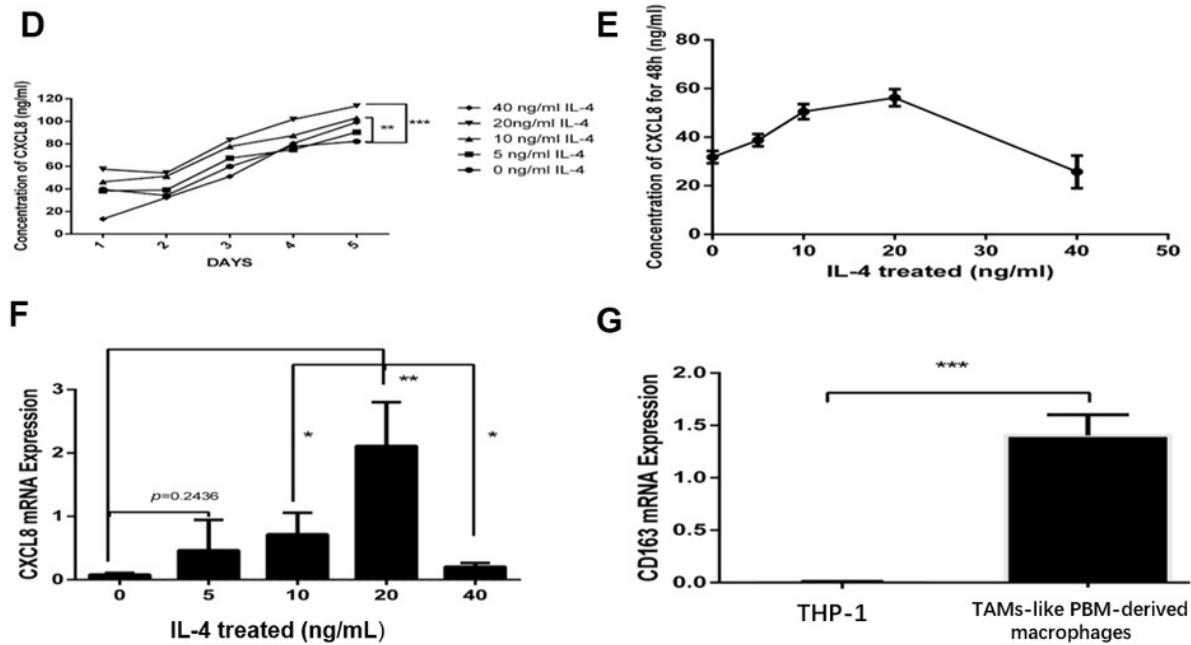 D
Concentration of CXCL8 (ng/ml)
120
100
80
60
40
20
0
1
2
3
4
5
DAYS
40 ng/ml IL-4
20ng/ml IL-4
10 ng/ml IL-4
5 ng/ml IL-4
0 ng/ml IL-4
**
***
E
Concentration of CXCL8 for 48h (ng/ml)
80
60
40
20
0
0
10
20
30
40
50
IL-4 treated (ng/ml)
F
CXCL8 mRNA Expression
3
2
1
0
p=0.2436
*
**
*
0
5
10
20
40
IL-4 treated (ng/mL)
G
CD163 mRNA Expression
2.0
1.5
1.0
0.5
0.0
***
THP-1
TAMs-like PBM-derived
macrophages